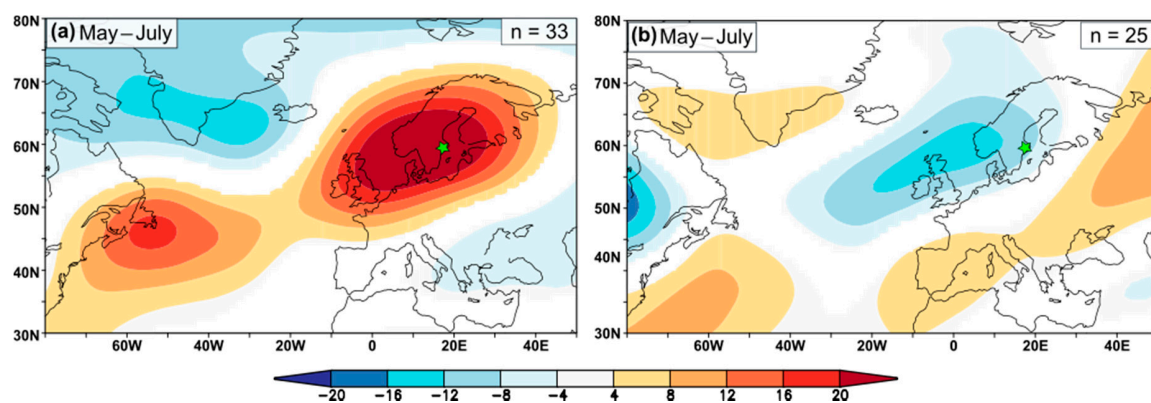 (a) May–July
n = 33
80N
70N
60N
50N
40N
30N
60W
40W
20W
0
20E
40E
(b) May–July
n = 25
80N
70N
60N
50N
40N
30N
60W
40W
20W
0
20E
40E
-20 -16 -12 -8 -4 4 8 12 16 20